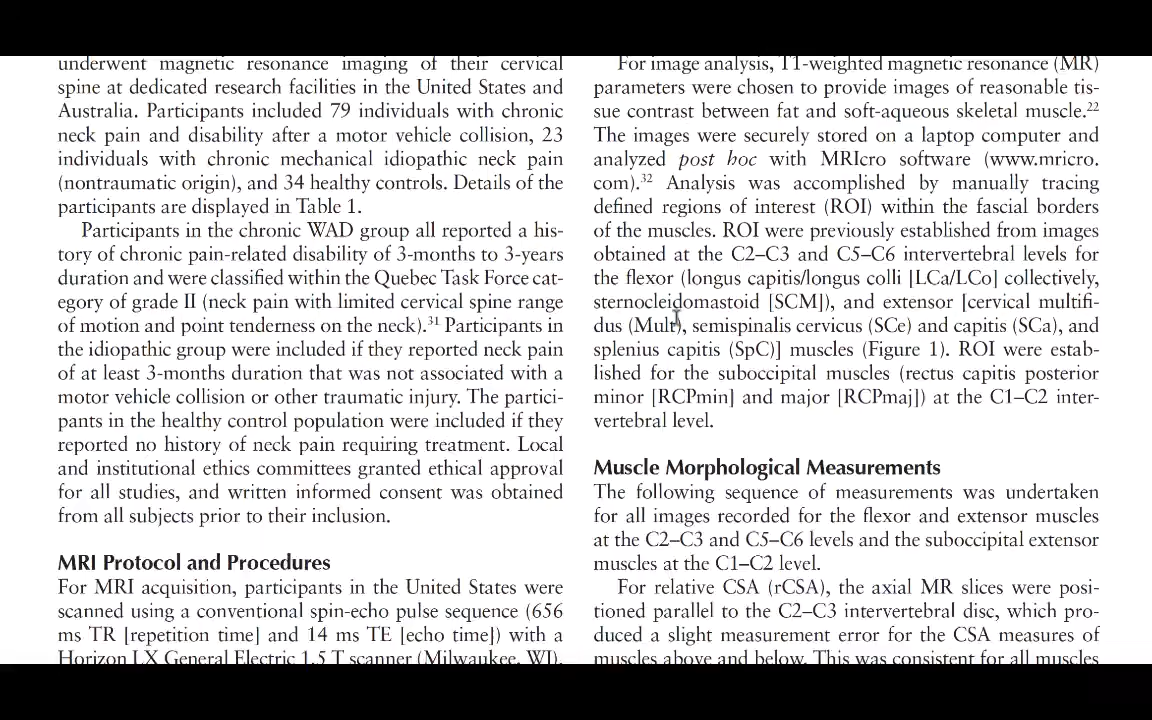 underwent magnetic resonance imaging of their cervical
spine at dedicated research facilities in the United States and
Australia. Participants included 79 individuals with chronic
neck pain and disability after a motor vehicle collision, 23
individuals with chronic mechanical idiopathic neck pain
(nontraumatic origin), and 34 healthy controls. Details of the
participants are displayed in Table 1.
Participants in the chronic WAD group all reported a his-
tory of chronic pain-related disability of 3-months to 3-years
duration and were classified within the Quebec Task Force cat-
egory of grade II (neck pain with limited cervical spine range
of motion and point tenderness on the neck).31 Participants in
the idiopathic group were included if they reported neck pain
of at least 3-months duration that was not associated with a
motor vehicle collision or other traumatic injury. The partici-
pants in the healthy control population were included if they
reported no history of neck pain requiring treatment. Local
and institutional ethics committees granted ethical approval
for all studies, and written informed consent was obtained
from all subjects prior to their inclusion.
MRI Protocol and Procedures
For MRI acquisition, participants in the United States were
scanned using a conventional spin-echo pulse sequence (656
ms TR [repetition time] and 14 ms TE [echo time]) with a
Horizon LX General Electric 1.5 T scanner (Milwaukee, WI).
For image analysis, T1-weighted magnetic resonance (MR)
parameters were chosen to provide images of reasonable tis-
sue contrast between fat and soft-aqueous skeletal muscle.22
The images were securely stored on a laptop computer and
analyzed post hoc with MRIcro software (www.mricro.
com).32 Analysis was accomplished by manually tracing
defined regions of interest (ROI) within the fascial borders
of the muscles. ROI were previously established from images
obtained at the C2–C3 and C5–C6 intervertebral levels for
the flexor (longus capitis/longus colli [LCa/LCo] collectively,
sternocleidomastoid [SCM]), and extensor [cervical multifi-
dus (Mult), semispinalis cervicus (SCe) and capitis (SCa), and
splenius capitis (SpC)] muscles (Figure 1). ROI were estab-
lished for the suboccipital muscles (rectus capitis posterior
minor [RCPmin] and major [RCPmaj]) at the C1–C2 inter-
vertebral level.
Muscle Morphological Measurements
The following sequence of measurements was undertaken
for all images recorded for the flexor and extensor muscles
at the C2–C3 and C5–C6 levels and the suboccipital extensor
muscles at the C1–C2 level.
For relative CSA (rCSA), the axial MR slices were posi-
tioned parallel to the C2–C3 intervertebral disc, which pro-
duced a slight measurement error for the CSA measures of
muscles above and below. This was consistent for all muscles